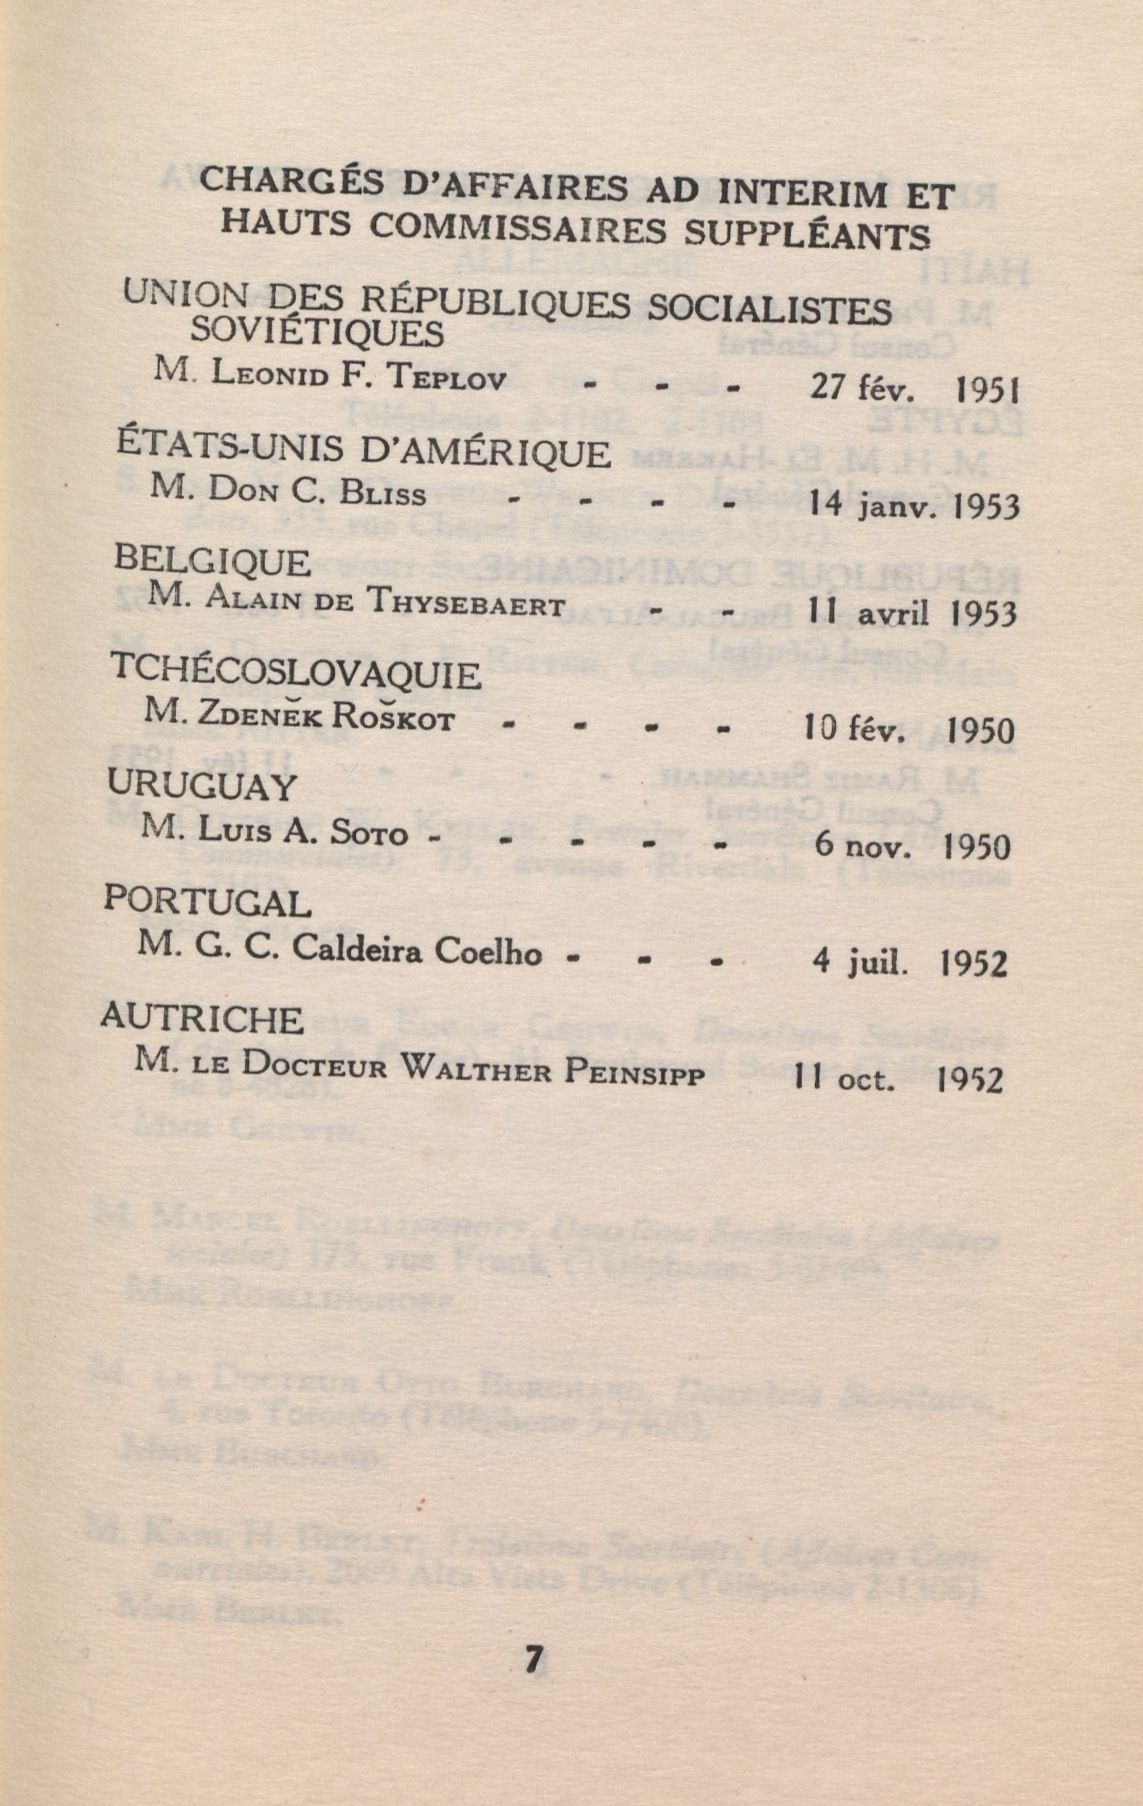 CHARGÉS D'AFFAIRES AD INTERIM ET
HAUTS COMMISSAIRES SUPPLÉANTS
UNION DES RÉPUBLIQUES SOCIALISTES
SOVIÉTIQUES
M. LEONID F. TEPLOV - - - 27 fév. 1951
ÉTATS-UNIS D'AMÉRIQUE
M. DON C. BLISS - - - - 14 janv. 1953
BELGIQUE
M. ALAIN DE THYSEBAERT - - 11 avril 1953
TCHÉCOSLOVAQUIE
M. ZDENĚK ROŠKOT - - - - 10 fév. 1950
URUGUAY
M. LUIS A. SOTO - - - - - 6 nov. 1950
PORTUGAL
M. G. C. Caldeira Coelho - - - 4 juil. 1952
AUTRICHE
M. LE DOCTEUR WALTHER PEINSIPP 11 oct. 1952
7